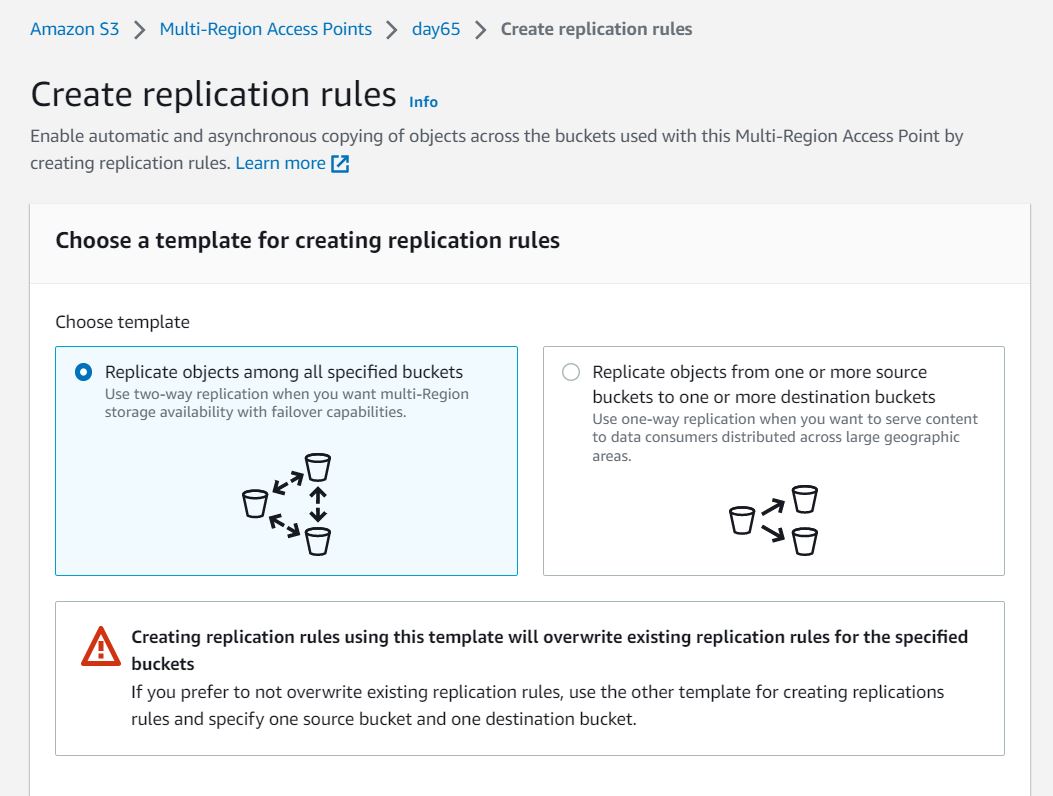 Amazon S3 > Multi-Region Access Points > day65 > Create replication rules
Create replication rules Info
Enable automatic and asynchronous copying of objects across the buckets used with this Multi-Region Access Point by
creating replication rules. Learn more
Choose a template for creating replication rules
Choose template
Replicate objects among all specified buckets
Use two-way replication when you want multi-Region
storage availability with failover capabilities.
Replicate objects from one or more source
buckets to one or more destination buckets
Use one-way replication when you want to serve content
to data consumers distributed across large geographic
areas.
Creating replication rules using this template will overwrite existing replication rules for the specified
buckets
If you prefer to not overwrite existing replication rules, use the other template for creating replications
rules and specify one source bucket and one destination bucket.